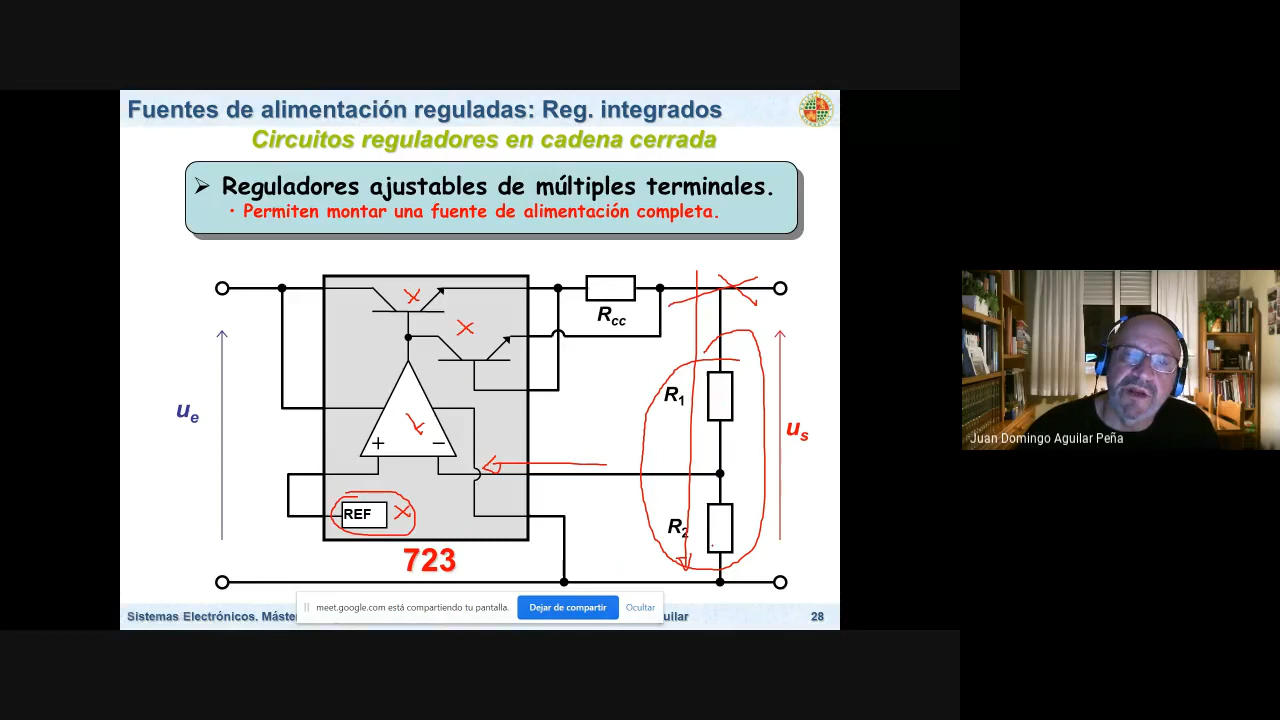 Fuentes de alimentación reguladas: Reg. integrados
Circuitos reguladores en cadena cerrada
Reguladores ajustables de múltiples terminales.
• Permiten montar una fuente de alimentación completa.
Rcc
R1
ue
us
+
−
R2
REF
723
meet.google.com está compartiendo tu pantalla.
Dejar de compartir
Ocultar
Sistemas Electrónicos. Máste
uilar
28
Juan Domingo Aguilar Peña